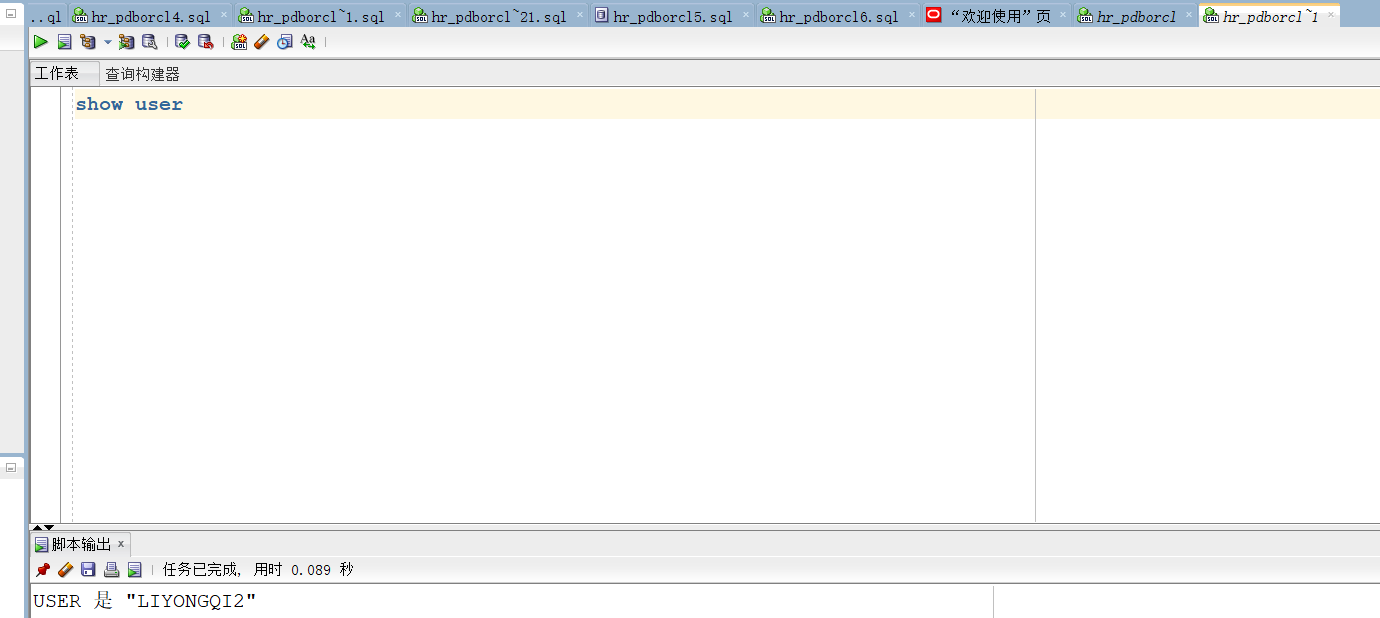 ..ql hr_pdborcl4.sql hr_pdborcl~1.sql hr_pdborcl~21.sql hr_pdborcl5.sql hr_pdborcl6.sql “欢迎使用”页 hr_pdborcl hr_pdborcl~1
工作表 查询构建器
show user
脚本输出
任务已完成, 用时 0.089 秒
USER 是 "LIYONGQI2"